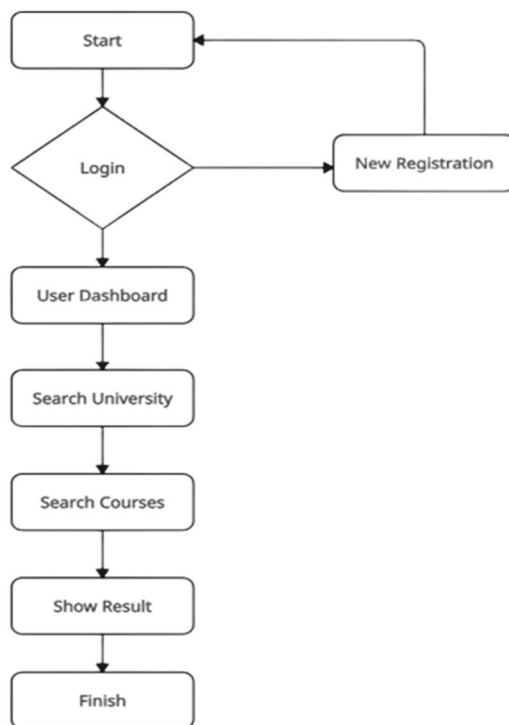 Start
Login
New Registration
User Dashboard
Search University
Search Courses
Show Result
Finish